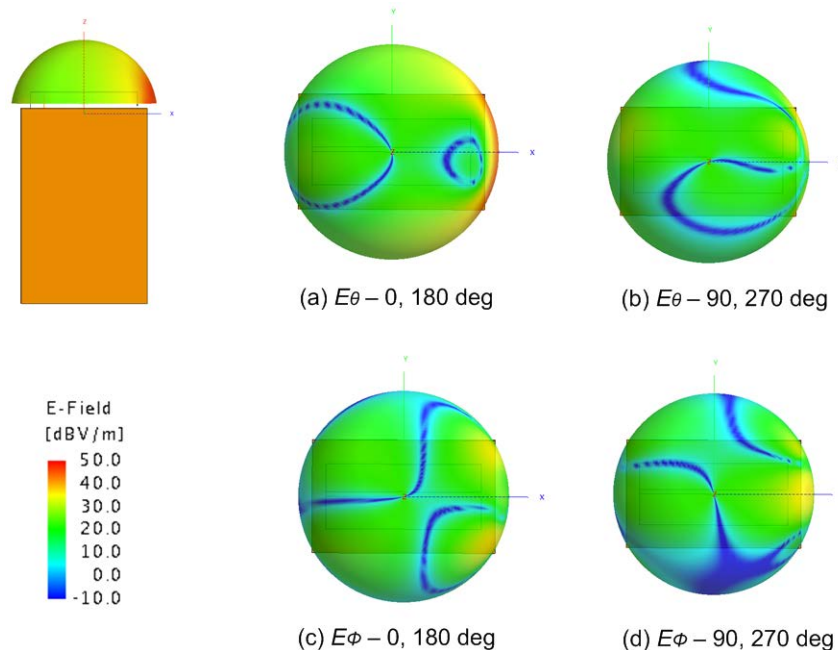 Z
X
Y
X
Y
(a) Eθ – 0, 180 deg
(b) Eθ – 90, 270 deg
E-Field
[dBV/m]
50.0
40.0
30.0
20.0
10.0
0.0
-10.0
Y
X
Y
(c) EΦ – 0, 180 deg
(d) EΦ – 90, 270 deg